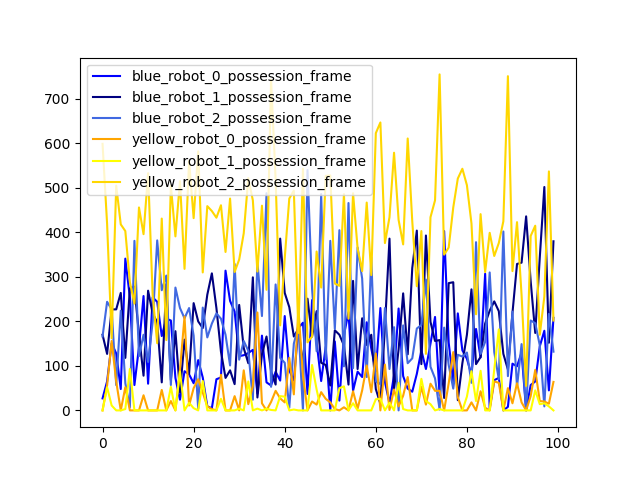 blue_robot_0_possession_frame
blue_robot_1_possession_frame
blue_robot_2_possession_frame
yellow_robot_0_possession_frame
yellow_robot_1_possession_frame
yellow_robot_2_possession_frame
700
600
500
400
300
200
100
0
0 20 40 60 80 100